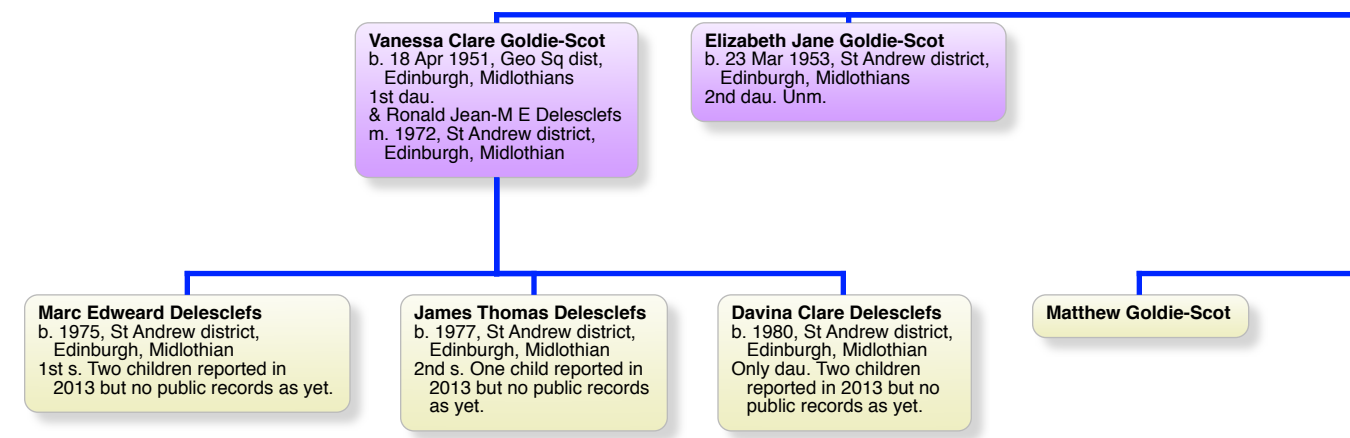 Vanessa Clare Goldie-Scot
b. 18 Apr 1951, Geo Sq dist,
Edinburgh, Midlothians
1st dau.
& Ronald Jean-M E Delesclefs
m. 1972, St Andrew district,
Edinburgh, Midlothian
Elizabeth Jane Goldie-Scot
b. 23 Mar 1953, St Andrew district,
Edinburgh, Midlothians
2nd dau. Unm.
Marc Edweard Delesclefs
b. 1975, St Andrew district,
Edinburgh, Midlothian
1st s. Two children reported in
2013 but no public records as yet.
James Thomas Delesclefs
b. 1977, St Andrew district,
Edinburgh, Midlothian
2nd s. One child reported in
2013 but no public records
as yet.
Davina Clare Delesclefs
b. 1980, St Andrew district,
Edinburgh, Midlothian
Only dau. Two children
reported in 2013 but no
public records as yet.
Matthew Goldie-Scot